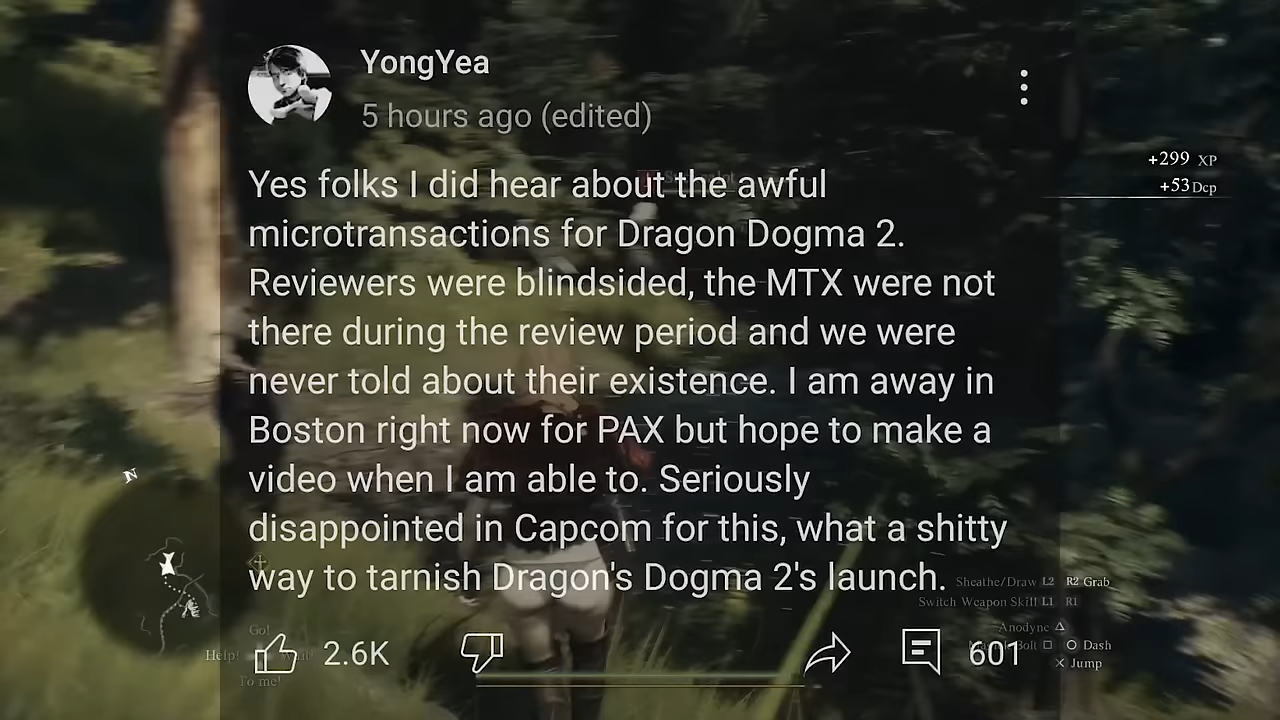 YongYea
5 hours ago (edited)
+299 XP
+53 Dcp
Yes folks I did hear about the awful
microtransactions for Dragon Dogma 2.
Reviewers were blindsided, the MTX were not
there during the review period and we were
never told about their existence. I am away in
Boston right now for PAX but hope to make a
N
video when I am able to. Seriously
disappointed in Capcom for this, what a shitty
way to tarnish Dragon's Dogma 2's launch.
Sheathe/Draw L2 R2 Grab
Switch Weapon Skill L1 R1
Go!
Anodyne
Help! Wait!
2.6K
601
Bolt
Dash
To me!
Jump